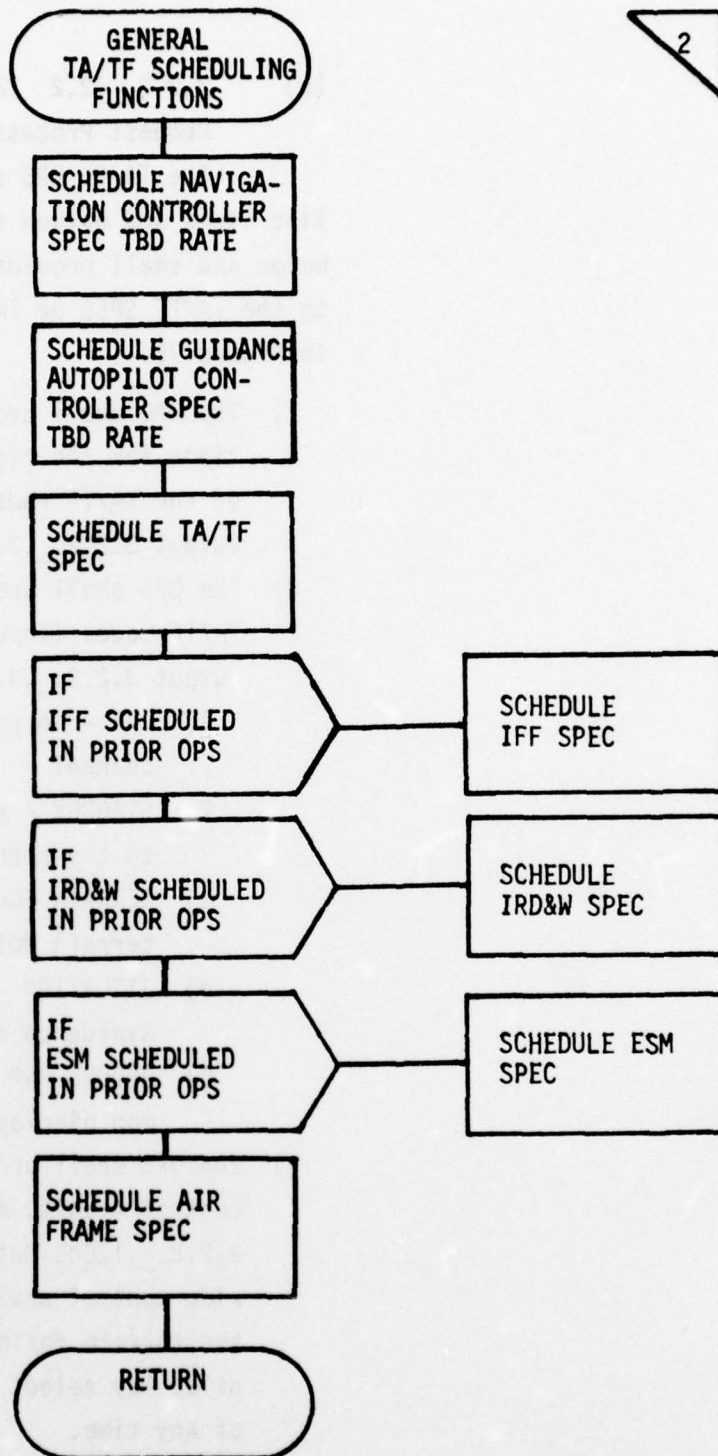 GENERAL
TA/TF SCHEDULING
FUNCTIONS
2
SCHEDULE NAVIGA-
TION CONTROLLER
SPEC TBD RATE
SCHEDULE GUIDANCE
AUTOPILOT CON-
TROLLER SPEC
TBD RATE
SCHEDULE TA/TF
SPEC
IF
IFF SCHEDULED
IN PRIOR OPS
SCHEDULE
IFF SPEC
IF
IRD&W SCHEDULED
IN PRIOR OPS
SCHEDULE
IRD&W SPEC
IF
ESM SCHEDULED
IN PRIOR OPS
SCHEDULE ESM
SPEC
SCHEDULE AIR
FRAME SPEC
RETURN